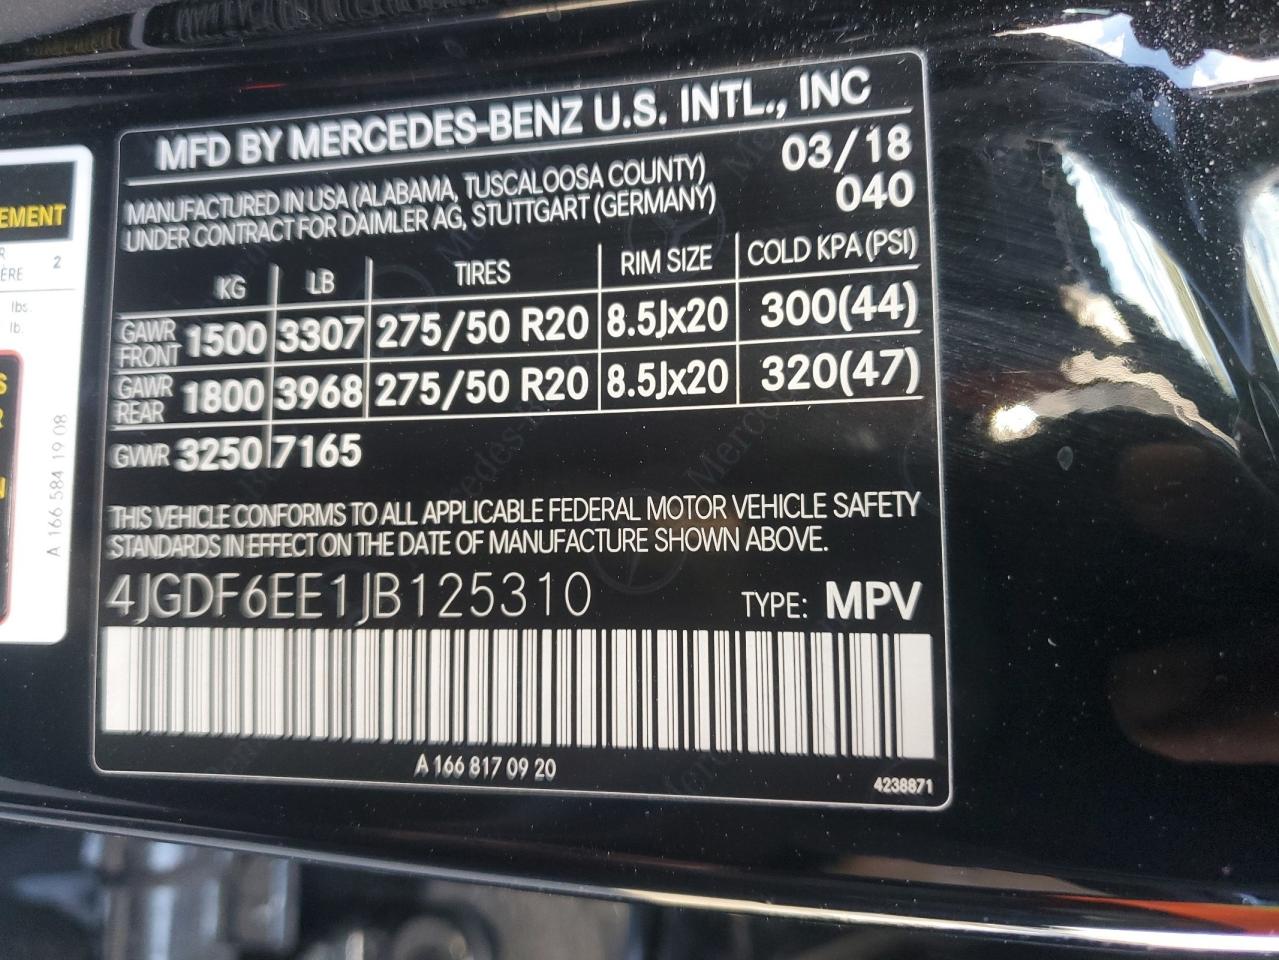 MFD BY MERCEDES-BENZ U.S. INTL., INC
MANUFACTURED IN USA (ALABAMA, TUSCALOOSA COUNTY) 03/18
UNDER CONTRACT FOR DAIMLER AG, STUTTGART (GERMANY) 040
KG LB TIRES RIM SIZE COLD KPA (PSI)
GAWR FRONT 1500 3307 275/50 R20 8.5Jx20 300(44)
GAWR REAR 1800 3968 275/50 R20 8.5Jx20 320(47)
GVWR 3250 7165
THIS VEHICLE CONFORMS TO ALL APPLICABLE FEDERAL MOTOR VEHICLE SAFETY
STANDARDS IN EFFECT ON THE DATE OF MANUFACTURE SHOWN ABOVE.
4JGDF6EE1JB125310 TYPE: MPV
A 166 817 09 20
4238871
EMENT
2
lbs.
lb.
A 166 584 19 08